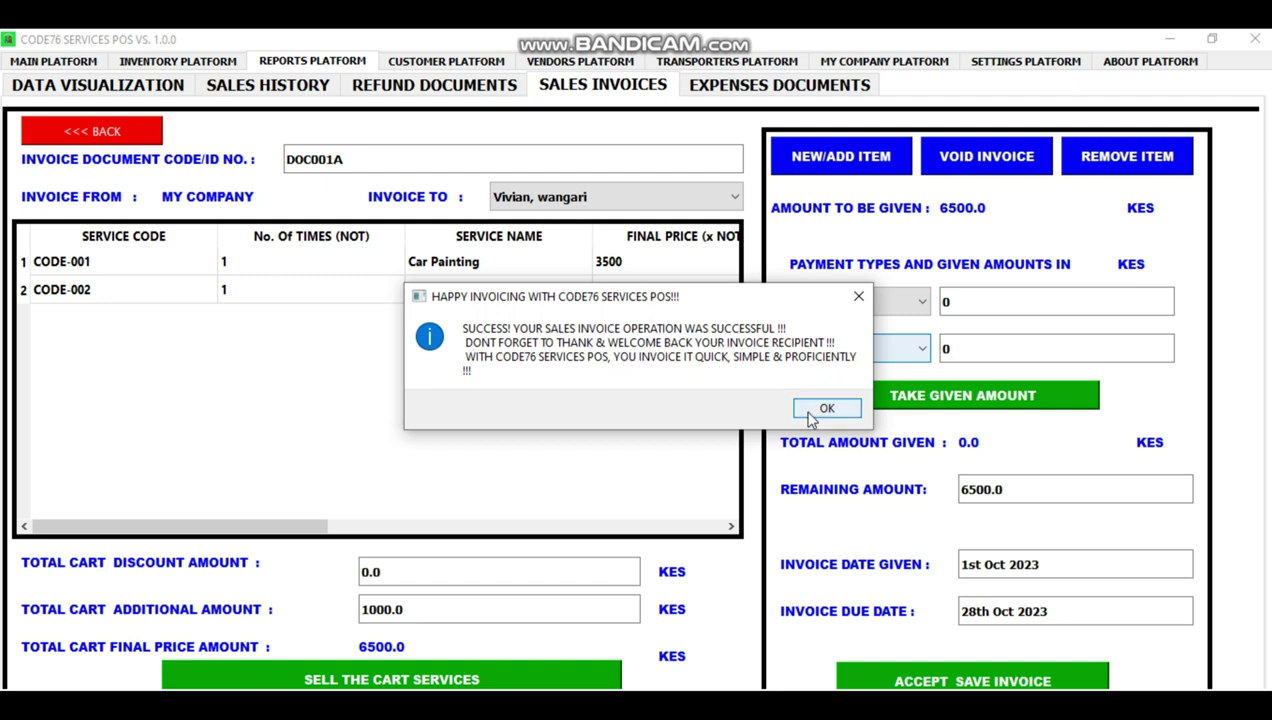 www.BANDICAM.com
CODE76 SERVICES POS VS. 1.0.0
MAIN PLATFORM INVENTORY PLATFORM REPORTS PLATFORM CUSTOMER PLATFORM VENDORS PLATFORM TRANSPORTERS PLATFORM MY COMPANY PLATFORM SETTINGS PLATFORM ABOUT PLATFORM
DATA VISUALIZATION SALES HISTORY REFUND DOCUMENTS SALES INVOICES EXPENSES DOCUMENTS
<<< BACK
INVOICE DOCUMENT CODE/ID NO. : DOC001A
INVOICE FROM : MY COMPANY INVOICE TO : Vivian, wangari
SERVICE CODE No. Of TIMES (NOT) SERVICE NAME FINAL PRICE (x NOT
1 CODE-001 1 Car Painting 3500
2 CODE-002 1
HAPPY INVOICING WITH CODE76 SERVICES POS!!!
SUCCESS! YOUR SALES INVOICE OPERATION WAS SUCCESSFUL !!!
DONT FORGET TO THANK & WELCOME BACK YOUR INVOICE RECIPIENT !!!
WITH CODE76 SERVICES POS, YOU INVOICE IT QUICK, SIMPLE & PROFICIENTLY
!!!
OK
TOTAL CART DISCOUNT AMOUNT : 0.0 KES
TOTAL CART ADDITIONAL AMOUNT : 1000.0 KES
TOTAL CART FINAL PRICE AMOUNT : 6500.0 KES
SELL THE CART SERVICES
NEW/ADD ITEM VOID INVOICE REMOVE ITEM
AMOUNT TO BE GIVEN : 6500.0 KES
PAYMENT TYPES AND GIVEN AMOUNTS IN KES
0
0
TAKE GIVEN AMOUNT
TOTAL AMOUNT GIVEN : 0.0 KES
REMAINING AMOUNT: 6500.0
INVOICE DATE GIVEN : 1st Oct 2023
INVOICE DUE DATE : 28th Oct 2023
ACCEPT SAVE INVOICE